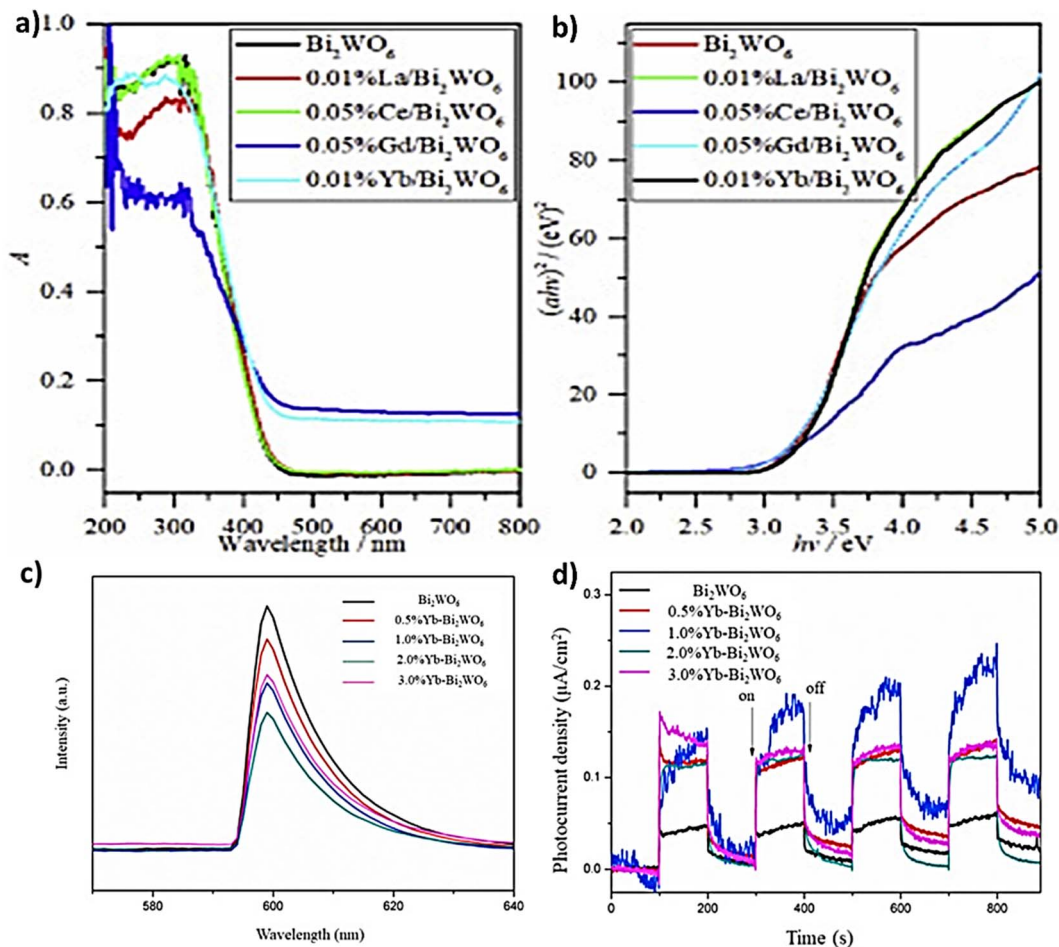 a)
1.0
0.8
0.6
0.4
0.2
0.0
A
Bi₂WO₆
0.01%La/Bi₂WO₆
0.05%Ce/Bi₂WO₆
0.05%Gd/Bi₂WO₆
0.01%Yb/Bi₂WO₆
200 300 400 500 600 700 800
Wavelength / nm
b)
100
80
60
40
20
0
(ahv)²/(eV)²
Bi₂WO₆
0.01%La/Bi₂WO₆
0.05%Ce/Bi₂WO₆
0.05%Gd/Bi₂WO₆
0.01%Yb/Bi₂WO₆
2.0 2.5 3.0 3.5 4.0 4.5 5.0
hv / eV
c)
Intensity (a.u.)
Bi₂WO₆
0.5%Yb-Bi₂WO₆
1.0%Yb-Bi₂WO₆
2.0%Yb-Bi₂WO₆
3.0%Yb-Bi₂WO₆
580 600 620 640
Wavelength (nm)
d)
0.3
0.2
0.1
0.0
Photocurrent density (μA/cm²)
Bi₂WO₆
0.5%Yb-Bi₂WO₆
1.0%Yb-Bi₂WO₆
2.0%Yb-Bi₂WO₆
3.0%Yb-Bi₂WO₆
on
off
0 200 400 600 800
Time (s)